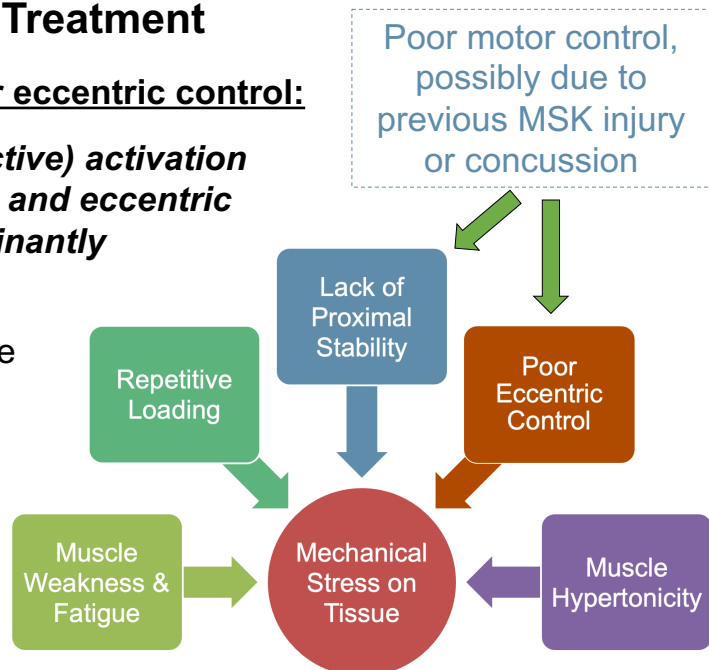 Treatment
r eccentric control:
ctive) activation
and eccentric
inantly
e
Poor motor control,
possibly due to
previous MSK injury
or concussion
Lack of
Proximal
Stability
Repetitive
Loading
Poor
Eccentric
Control
Muscle
Weakness &
Fatigue
Mechanical
Stress on
Tissue
Muscle
Hypertonicity